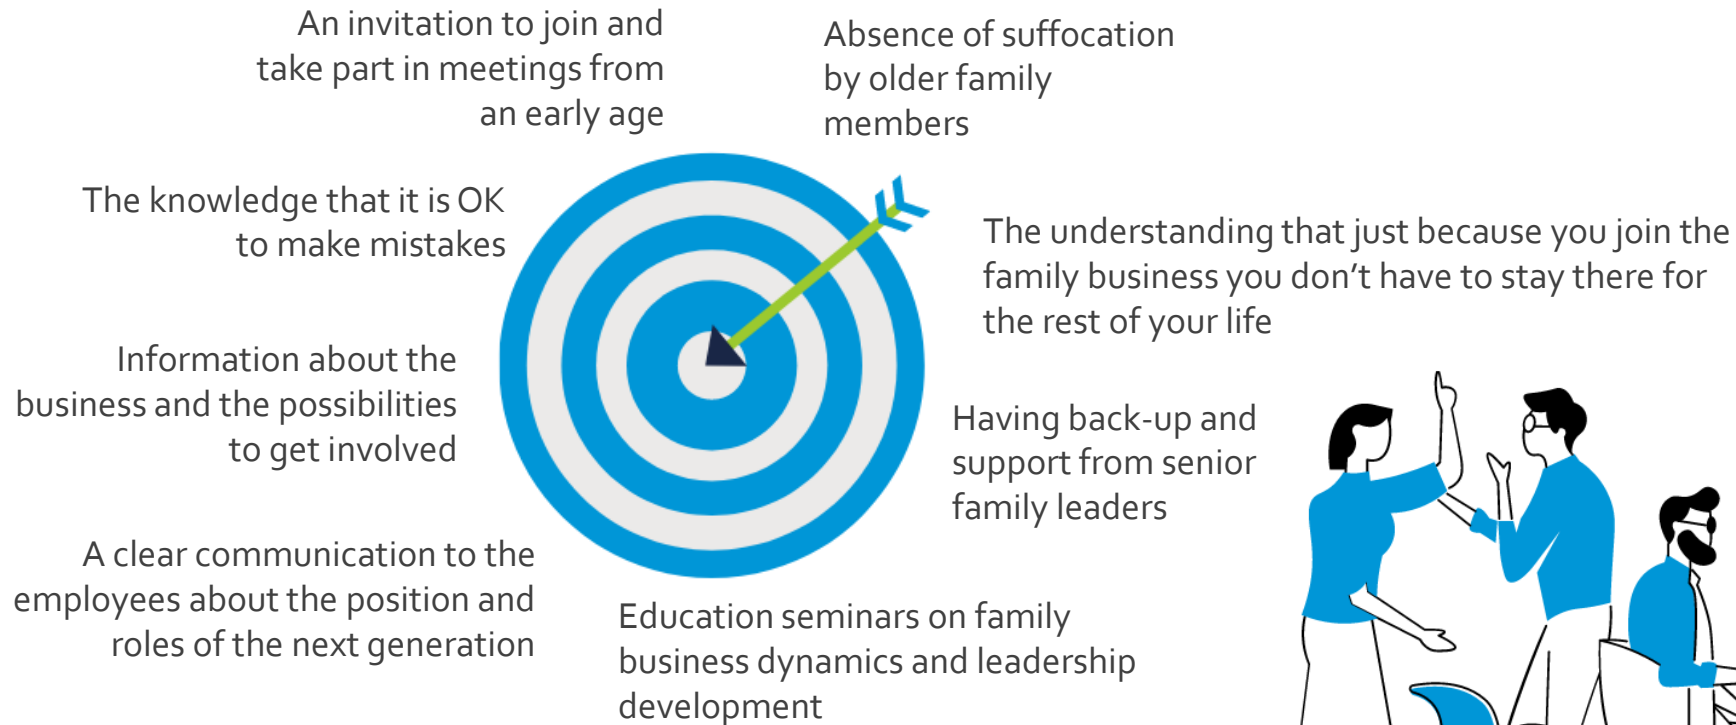 An invitation to join and
take part in meetings from
an early age
Absence of suffocation
by older family
members
The knowledge that it is OK
to make mistakes
The understanding that just because you join the
family business you don’t have to stay there for
the rest of your life
Information about the
business and the possibilities
to get involved
Having back-up and
support from senior
family leaders
A clear communication to the
employees about the position and
roles of the next generation
Education seminars on family
business dynamics and leadership
development